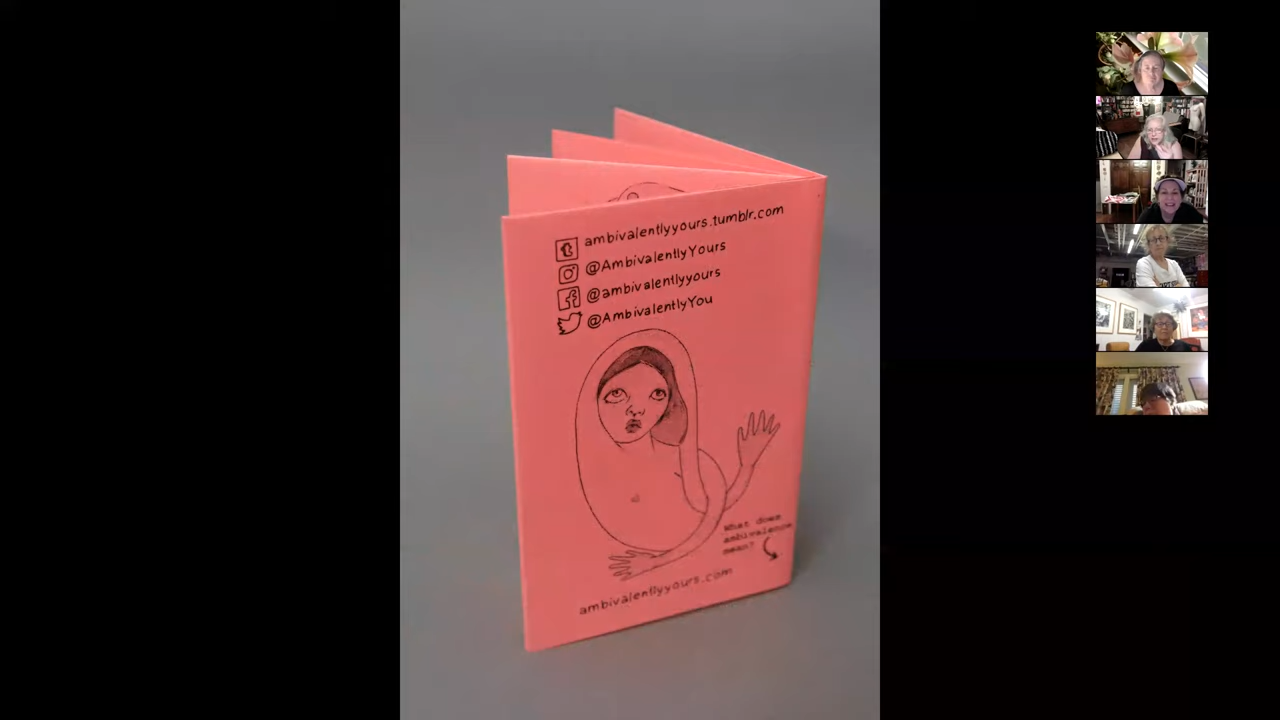 ambivalentlyyours.tumblr.com
@AmbivalentlyYours
@ambivalentlyyours
@AmbivalentlyYou
What does
ambivalence
mean?
ambivalentlyyours.com